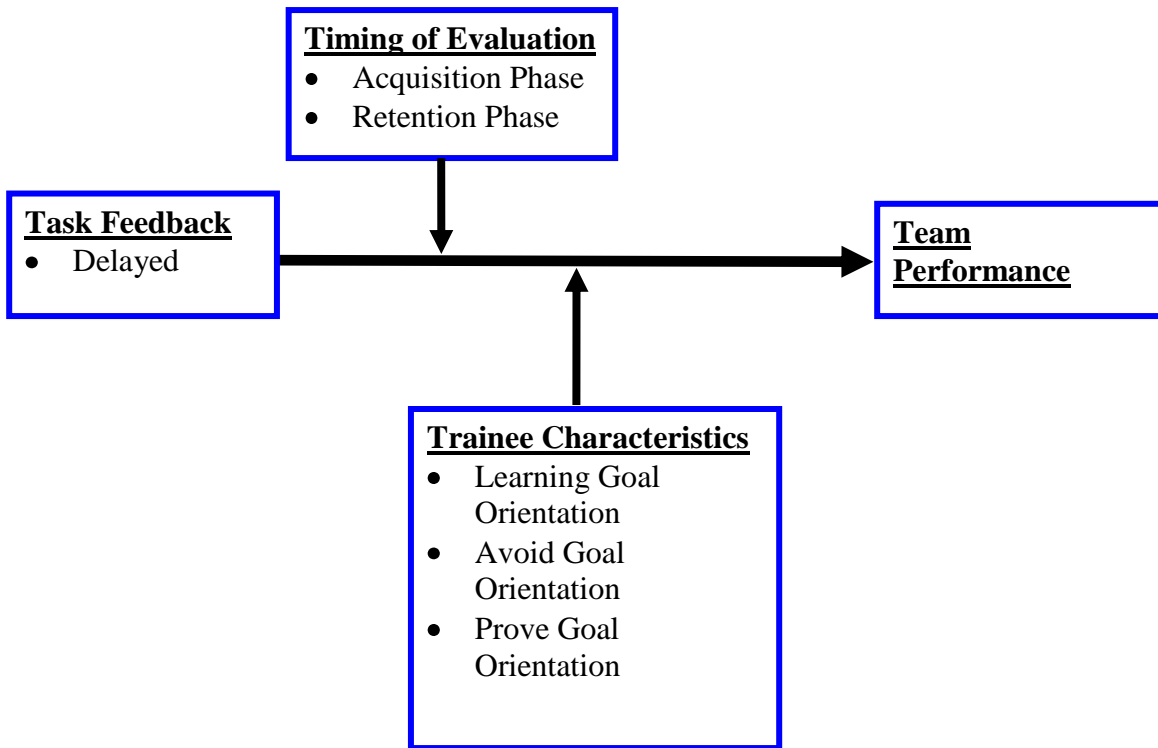 Timing of Evaluation
• Acquisition Phase
• Retention Phase
Task Feedback
• Delayed
Team
Performance
Trainee Characteristics
• Learning Goal
Orientation
• Avoid Goal
Orientation
• Prove Goal
Orientation